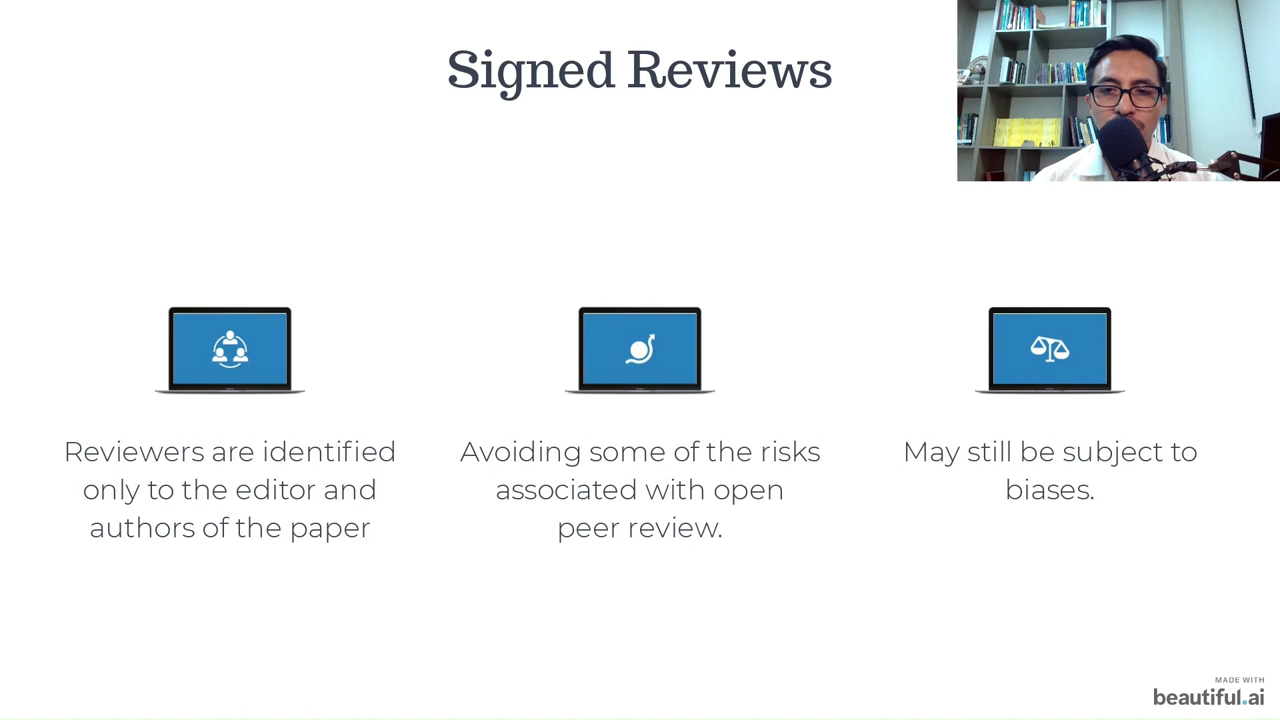 Signed Reviews
Reviewers are identified
only to the editor and
authors of the paper
Avoiding some of the risks
associated with open
peer review.
May still be subject to
biases.
MADE WITH
beautiful.ai